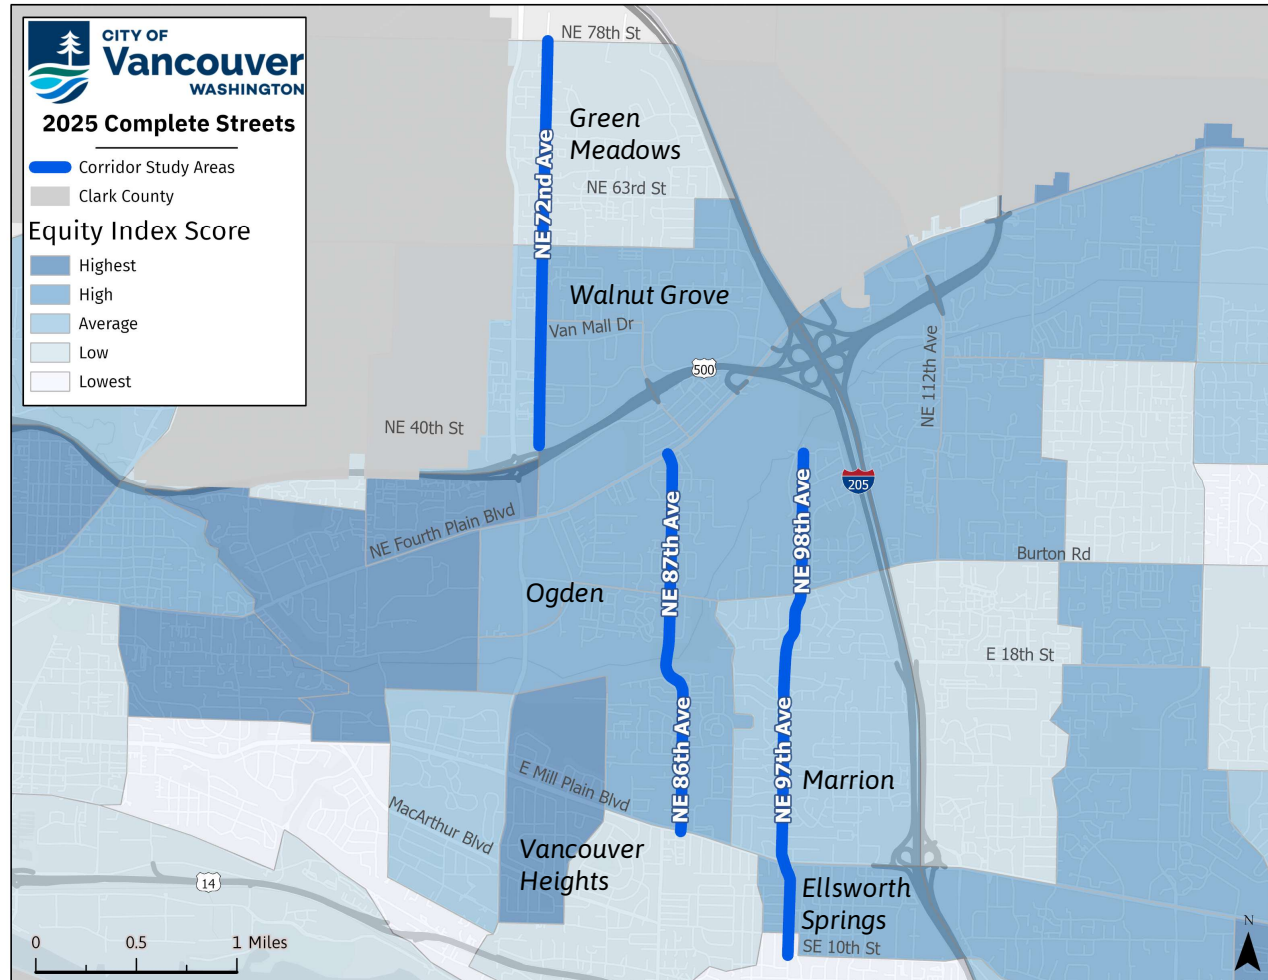 CITY OF
Vancouver
WASHINGTON
2025 Complete Streets
Corridor Study Areas
Clark County
Equity Index Score
Highest
High
Average
Low
Lowest
NE 78th St
Green
Meadows
NE 72nd Ave
NE 63rd St
Walnut Grove
Van Mall Dr
500
NE 112th Ave
NE 40th St
205
NE Fourth Plain Blvd
NE 87th Ave
NE 98th Ave
Burton Rd
Ogden
E 18th St
NE 86th Ave
NE 97th Ave
E Mill Plain Blvd
Marrion
MacArthur Blvd
Vancouver
Heights
14
Ellsworth
Springs
SE 10th St
0 0.5 1 Miles
N